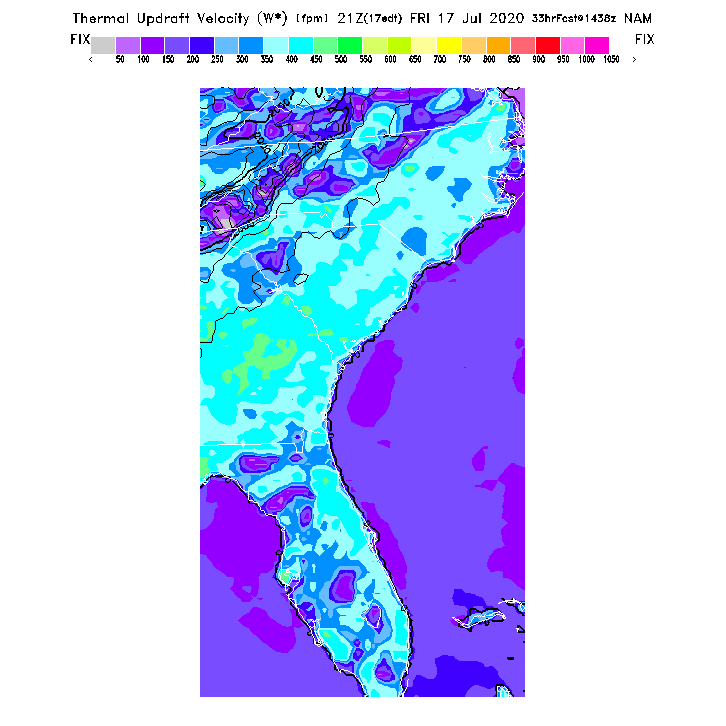 Thermal Updraft Velocity (W*) [fpm] 21Z(17edt) FRI 17 Jul 2020 33hrFcst@1438z NAM
FIX FIX
< 50 100 150 200 250 300 350 400 450 500 550 600 650 700 750 800 850 900 950 1000 1050 >